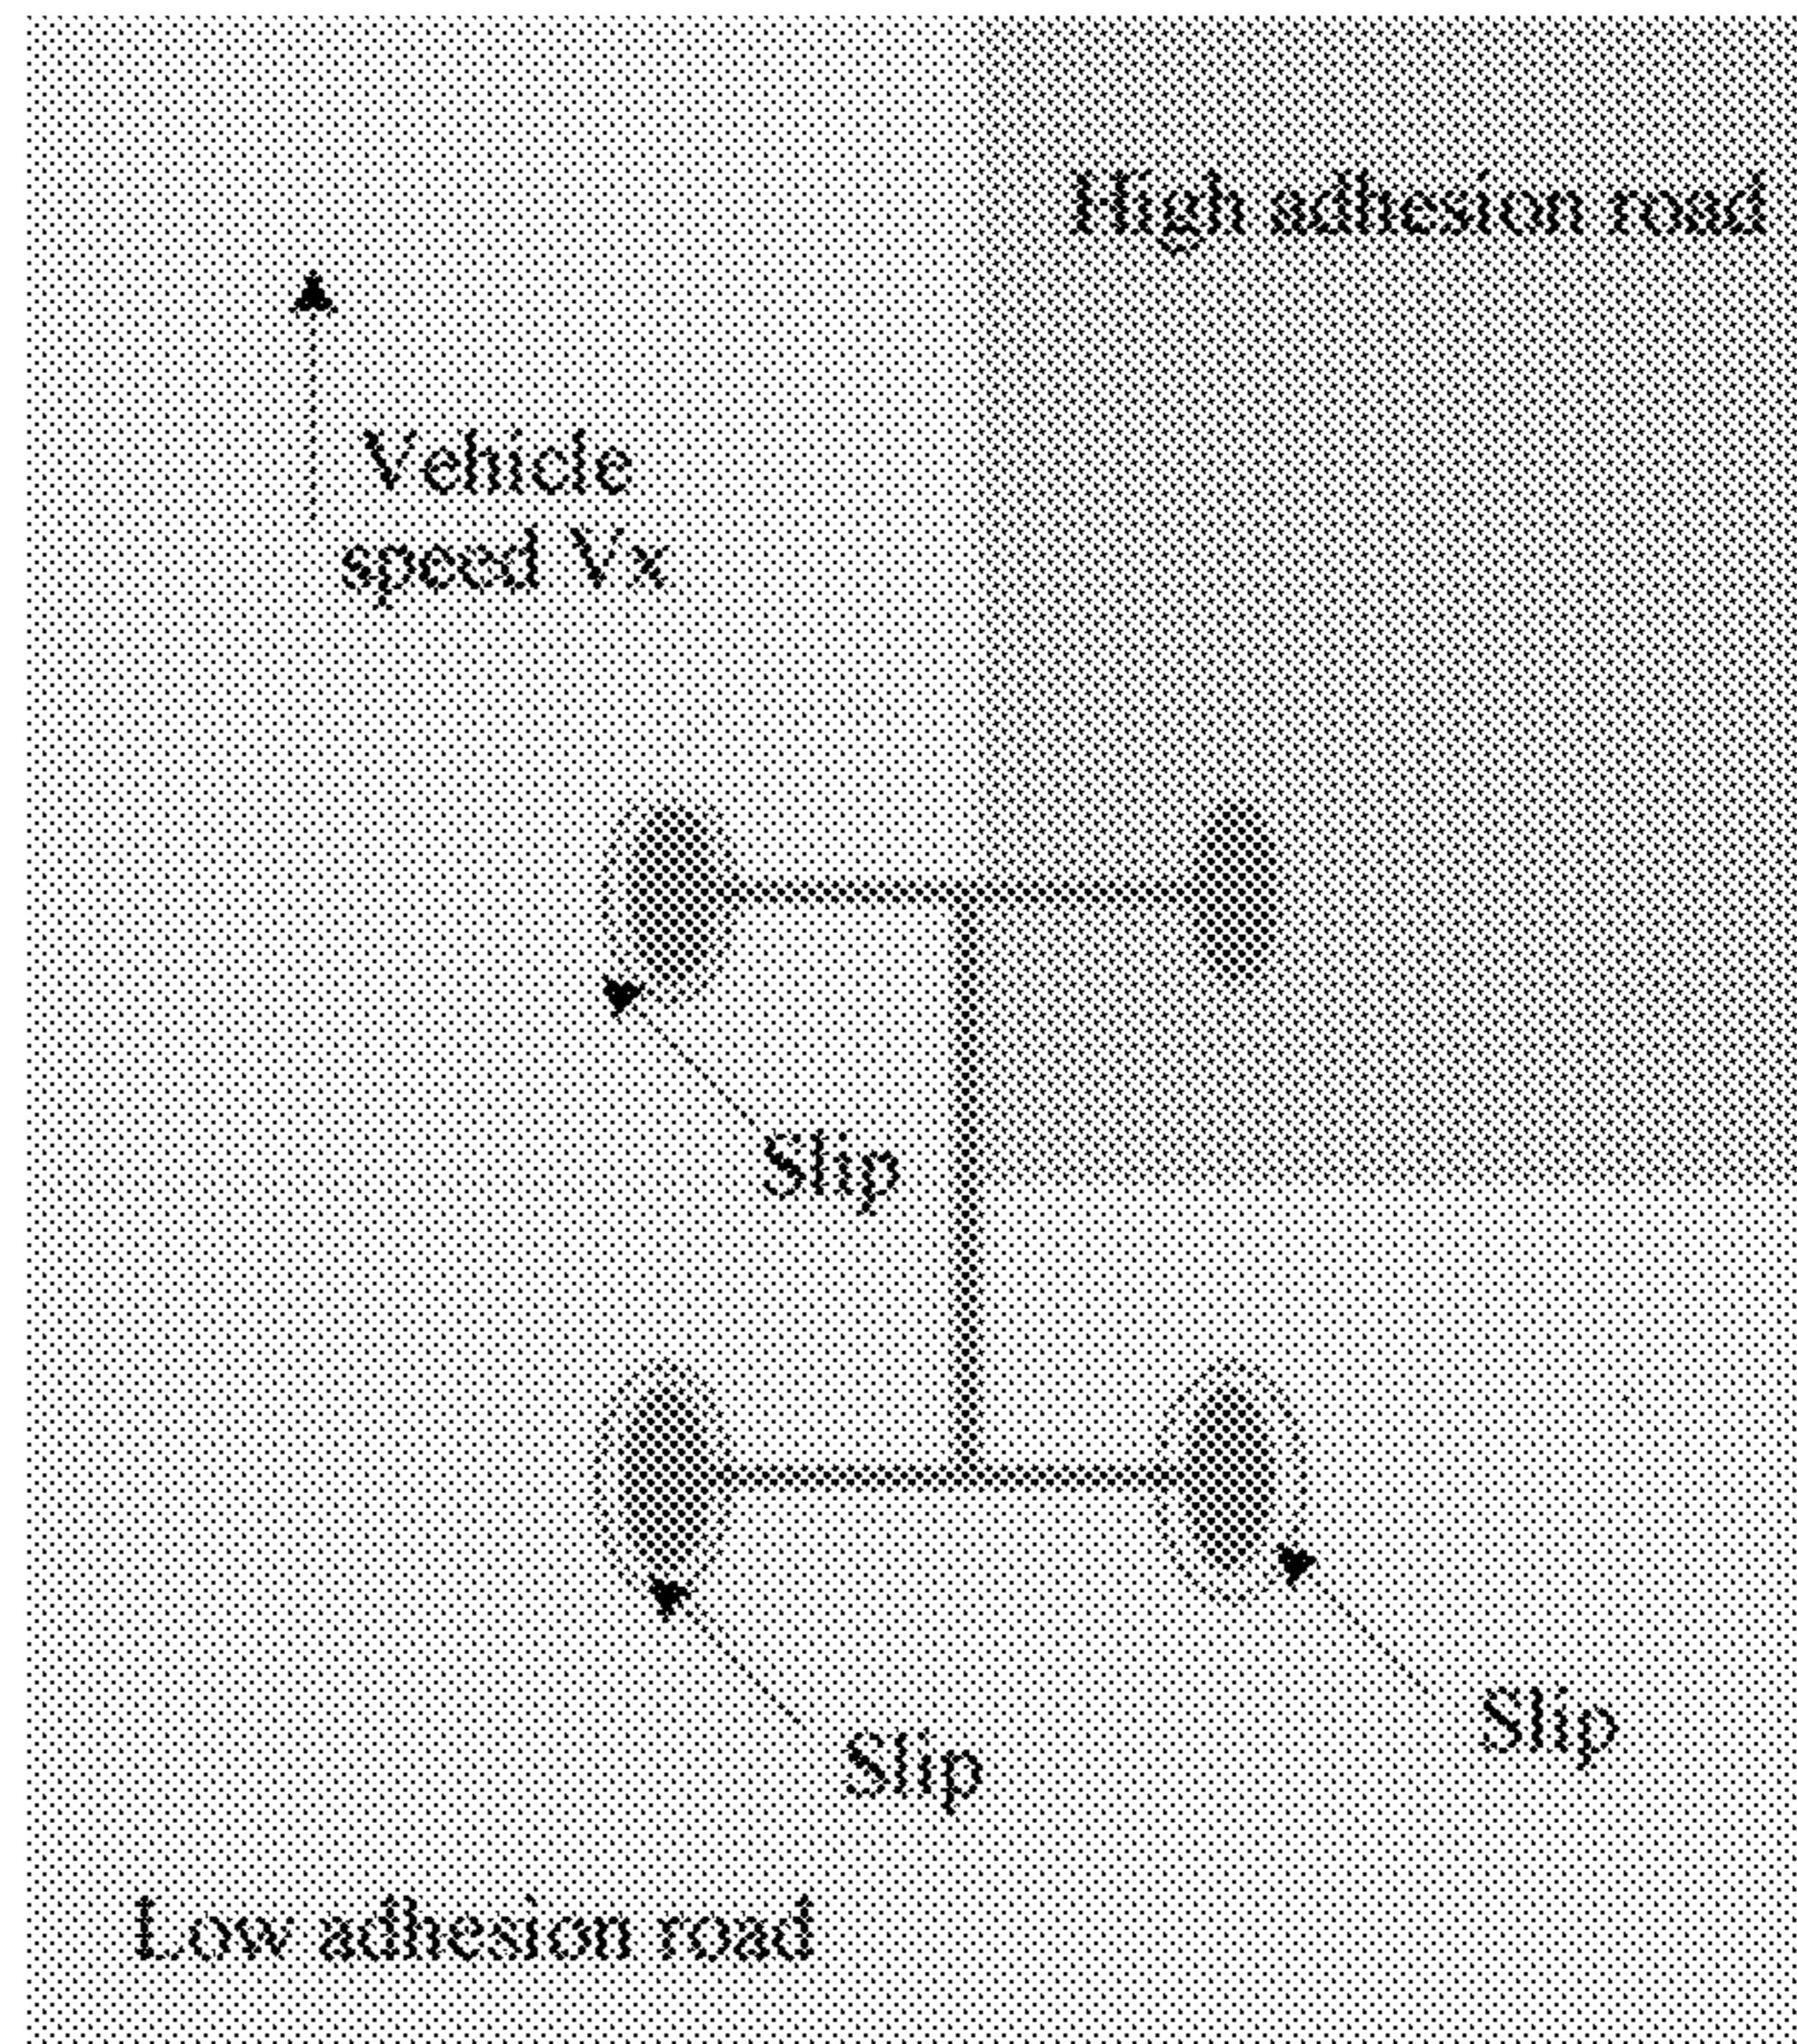 High adhesion road
Vehicle
speed Vx
Slip
Slip
Slip
Low adhesion road